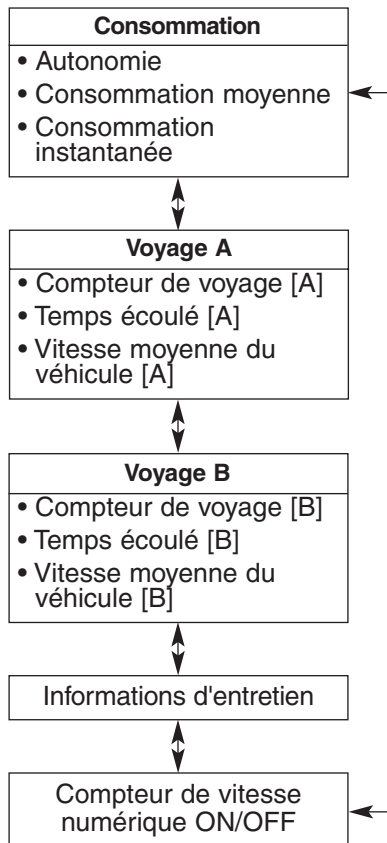 Consommation
• Autonomie
• Consommation moyenne
• Consommation
instantanée
Voyage A
• Compteur de voyage [A]
• Temps écoulé [A]
• Vitesse moyenne du
véhicule [A]
Voyage B
• Compteur de voyage [B]
• Temps écoulé [B]
• Vitesse moyenne du
véhicule [B]
Informations d'entretien
Compteur de vitesse
numérique ON/OFF